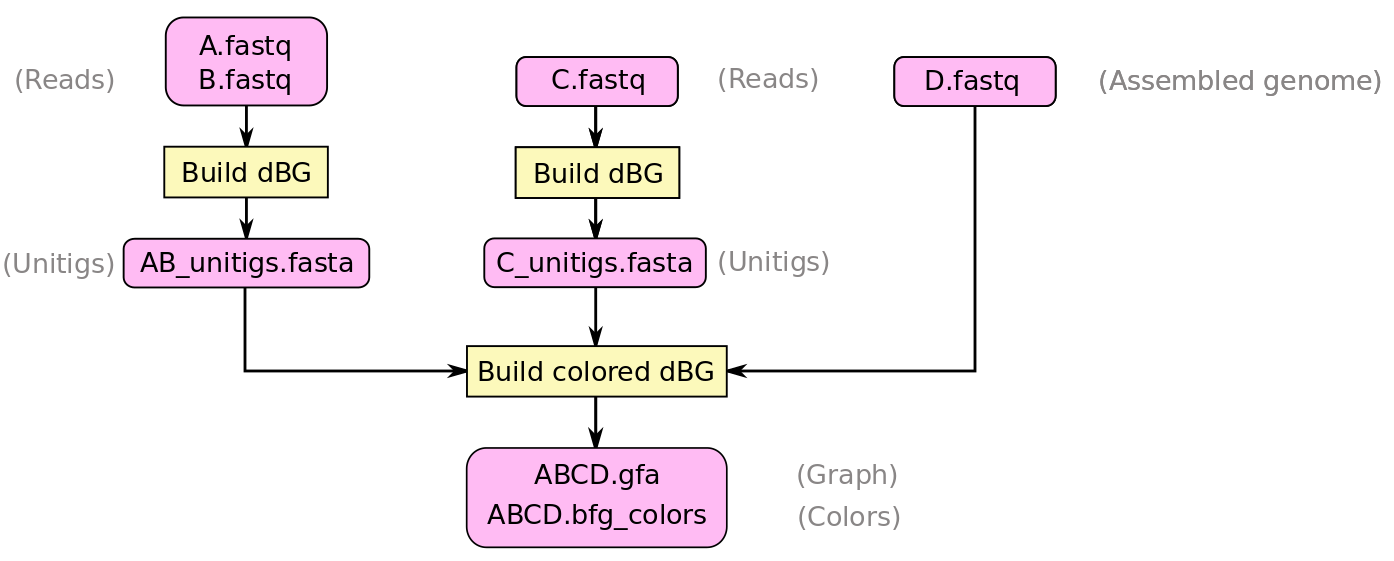 A.fastq
B.fastq
(Reads)
C.fastq
(Reads)
D.fastq
(Assembled genome)
Build dBG
Build dBG
(Unitigs)
AB_unitigs.fasta
C_unitigs.fasta
(Unitigs)
Build colored dBG
ABCD.gfa
(Graph)
ABCD.bfg_colors
(Colors)